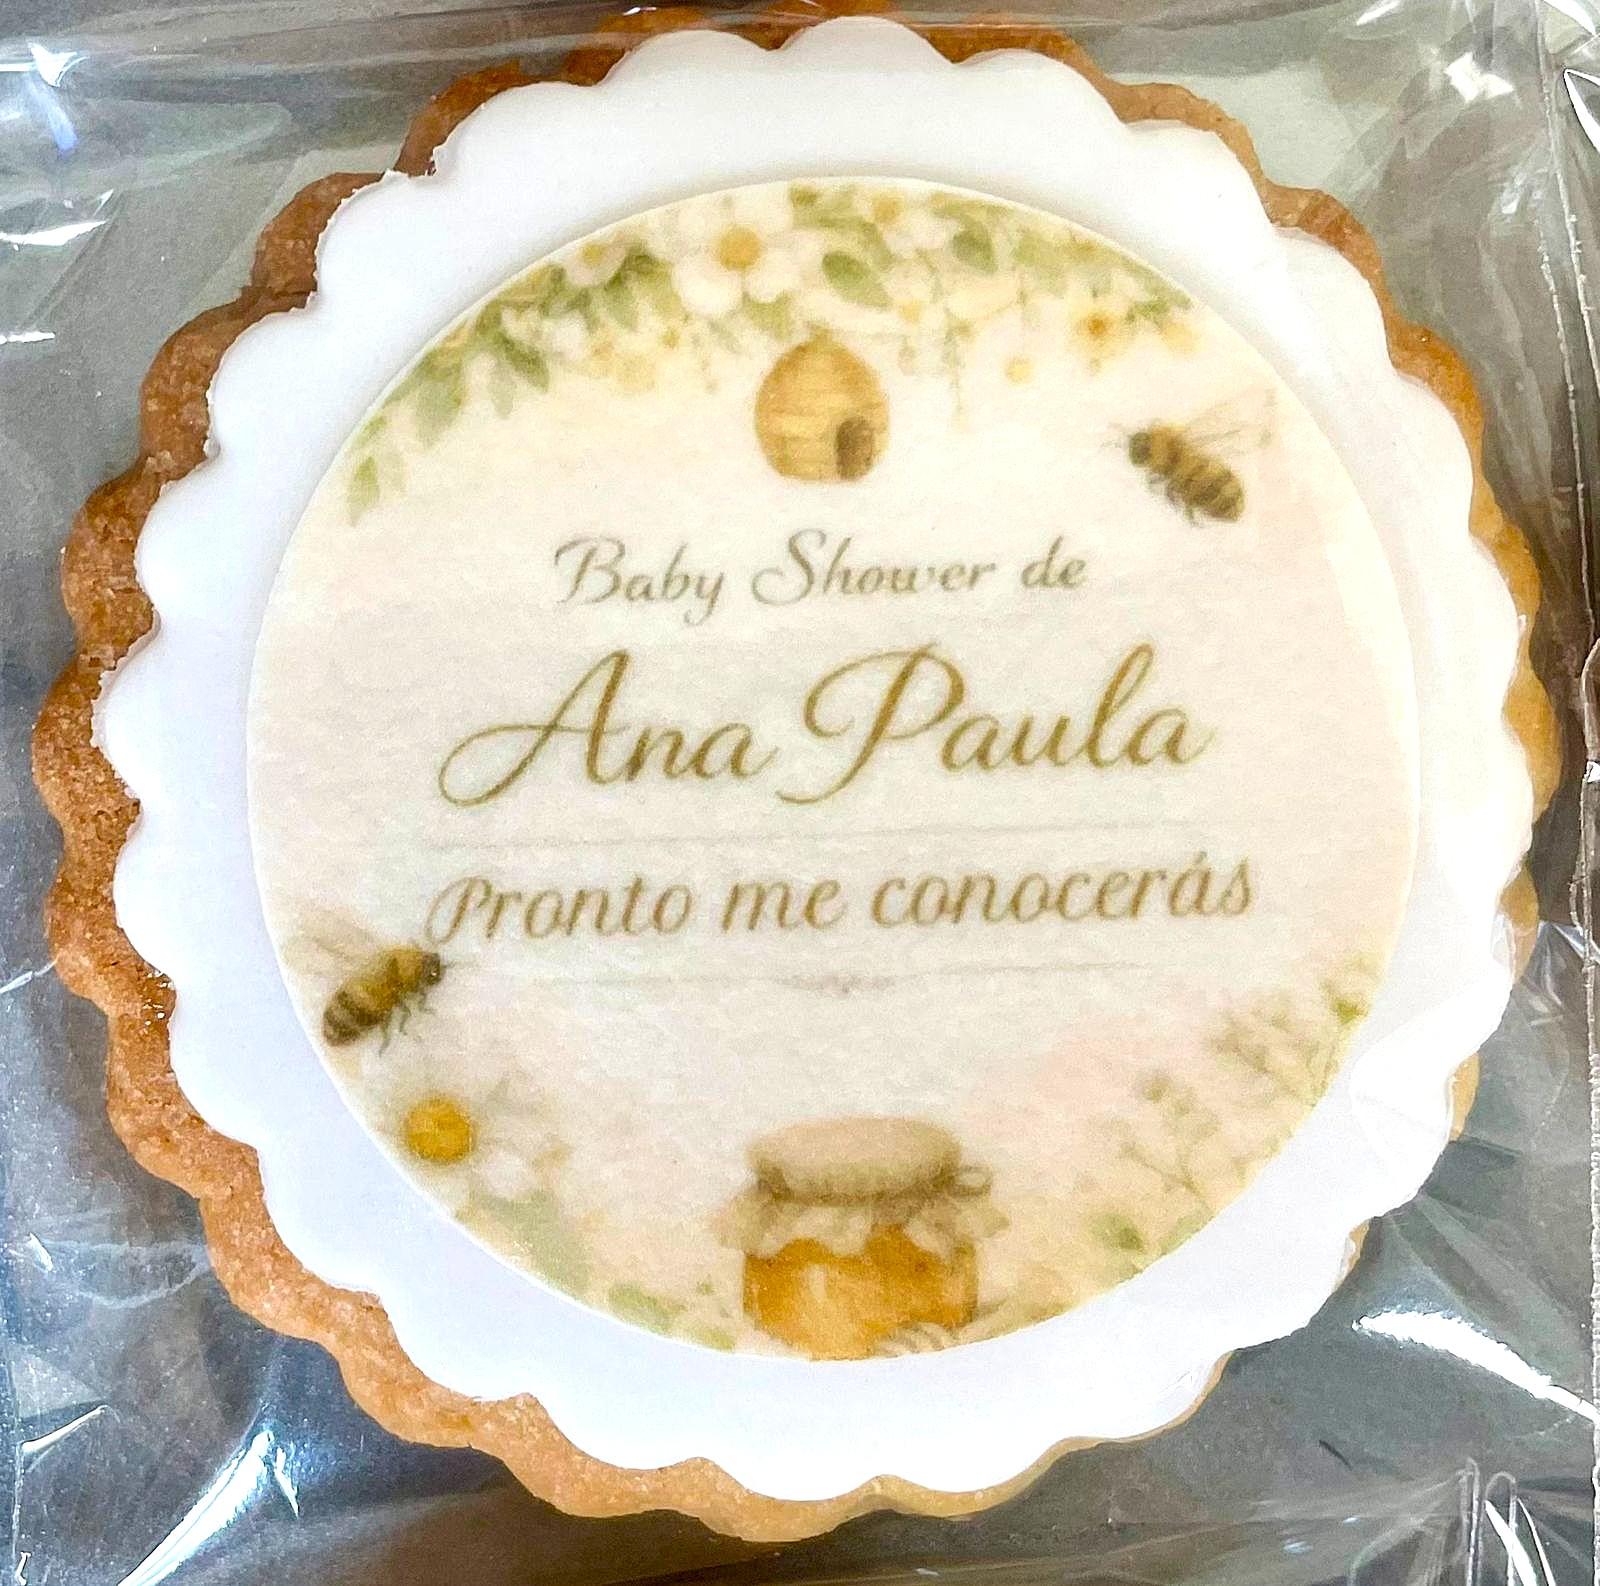 Baby Shower de
Ana Paula
Pronto me conocerás